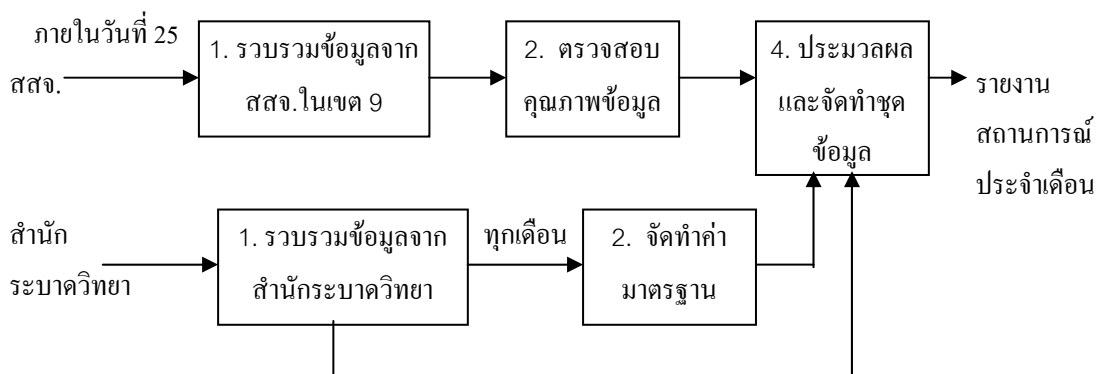 ภายในวันที่ 25
สสจ.
1. รวบรวมข้อมูลจาก
สสจ.ในเขต 9
2. ตรวจสอบ
คุณภาพข้อมูล
4. ประมวลผล
และจัดทำชุด
ข้อมูล
รายงาน
สถานการณ์
ประจำเดือน
สำนัก
ระบาดวิทยา
1. รวบรวมข้อมูลจาก
สำนักระบาดวิทยา
ทุกเดือน
2. จัดทำค่า
มาตรฐาน